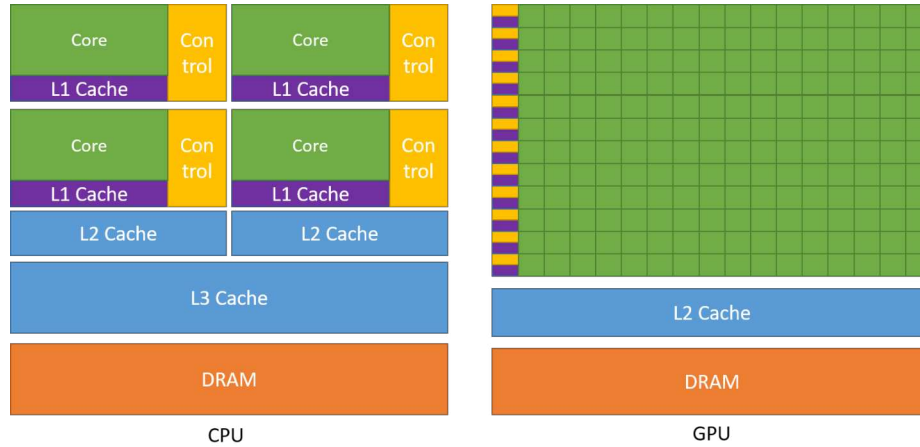 Core
Con
trol
Core
Con
trol
L1 Cache
L1 Cache
Core
Con
trol
Core
Con
trol
L1 Cache
L1 Cache
L2 Cache
L2 Cache
L3 Cache
DRAM
CPU
L2 Cache
DRAM
GPU